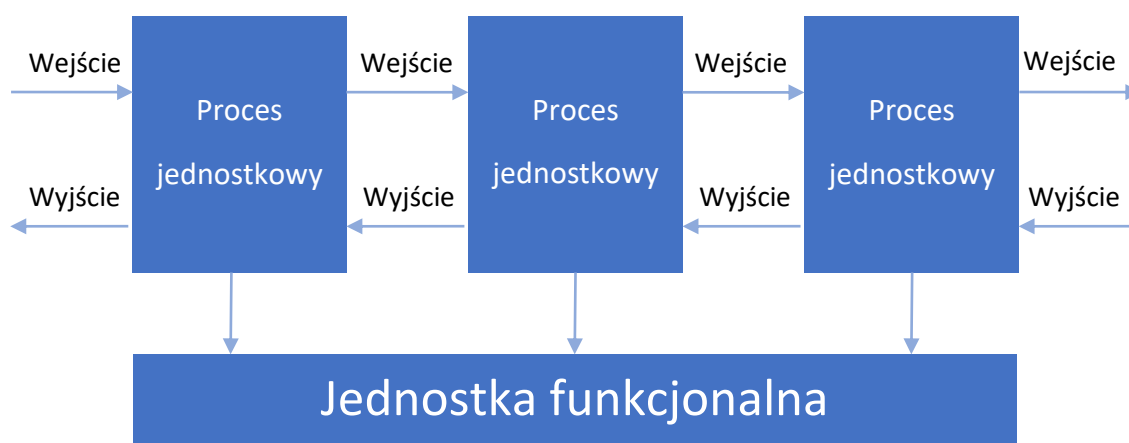 Wejście
Wejście
Wejście
Wejście
Proces
jednostkowy
Proces
jednostkowy
Proces
jednostkowy
Wyjście
Wyjście
Wyjście
Wyjście
Jednostka funkcjonalna